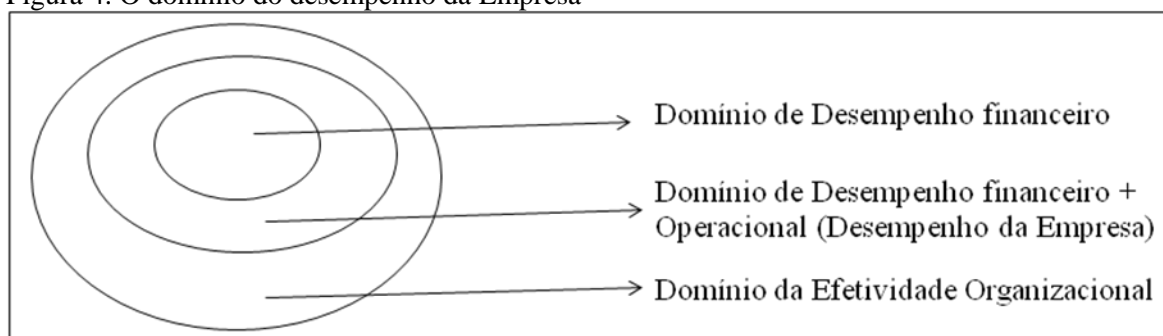 Figura 4. O domínio do desempenho da Empresa
Domínio de Desempenho financeiro
Domínio de Desempenho financeiro +
Operacional (Desempenho da Empresa)
Domínio da Efetividade Organizacional